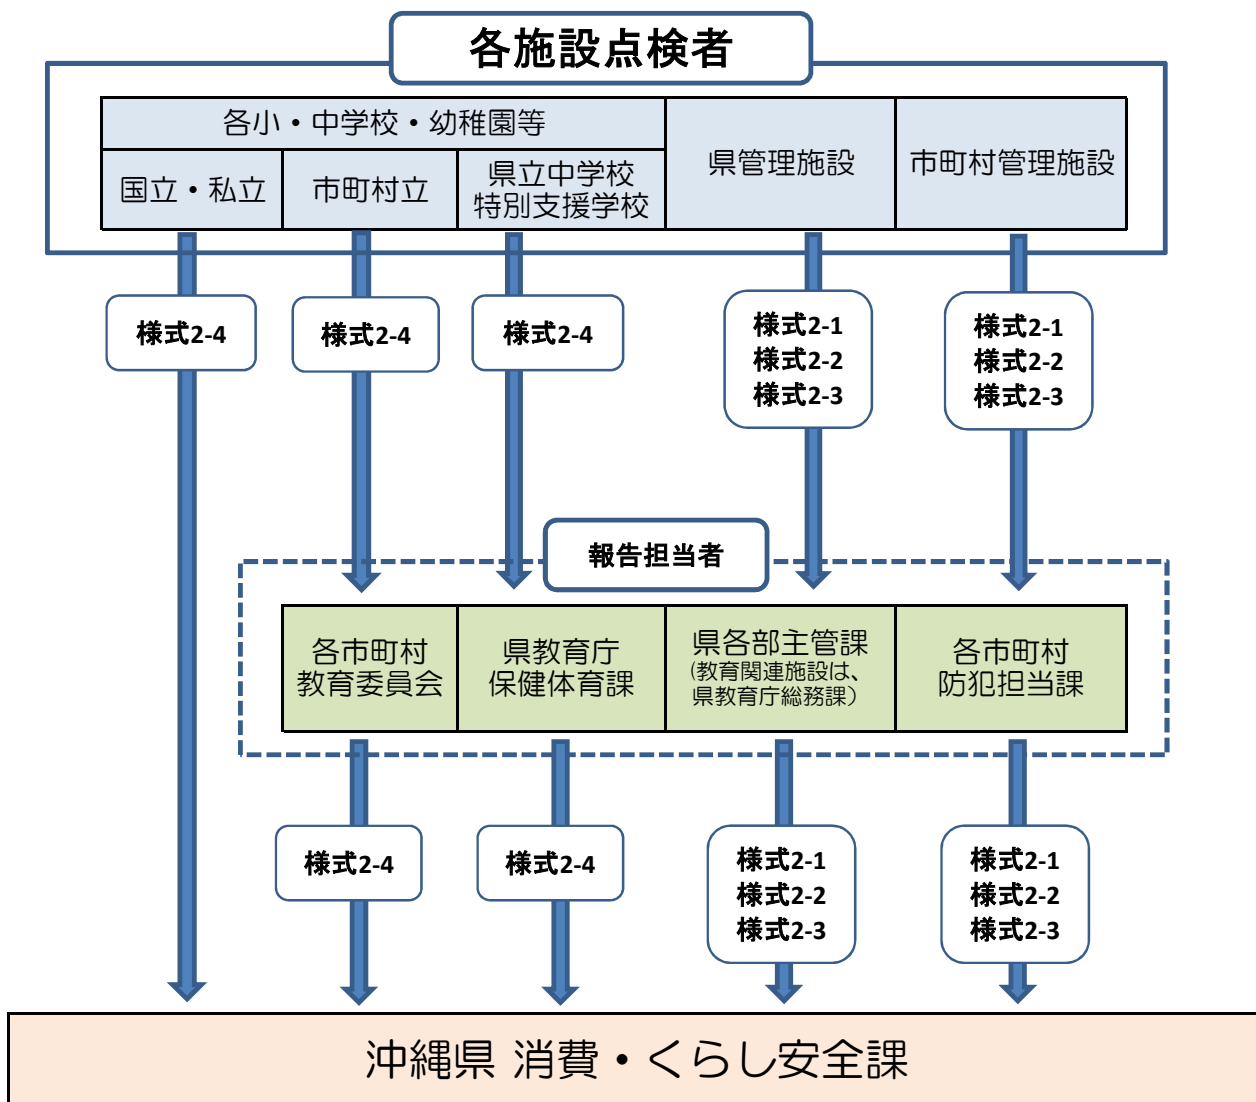 各施設点検者
各小・中学校・幼稚園等
国立・私立
市町村立
県立中学校
特別支援学校
県管理施設
市町村管理施設
様式2-4
様式2-4
様式2-4
様式2-1
様式2-2
様式2-3
様式2-1
様式2-2
様式2-3
報告担当者
各市町村
教育委員会
県教育庁
保健体育課
県各部主管課
(教育関連施設は、
県教育庁総務課)
各市町村
防犯担当課
様式2-4
様式2-4
様式2-1
様式2-2
様式2-3
様式2-1
様式2-2
様式2-3
沖縄県 消費・くらし安全課